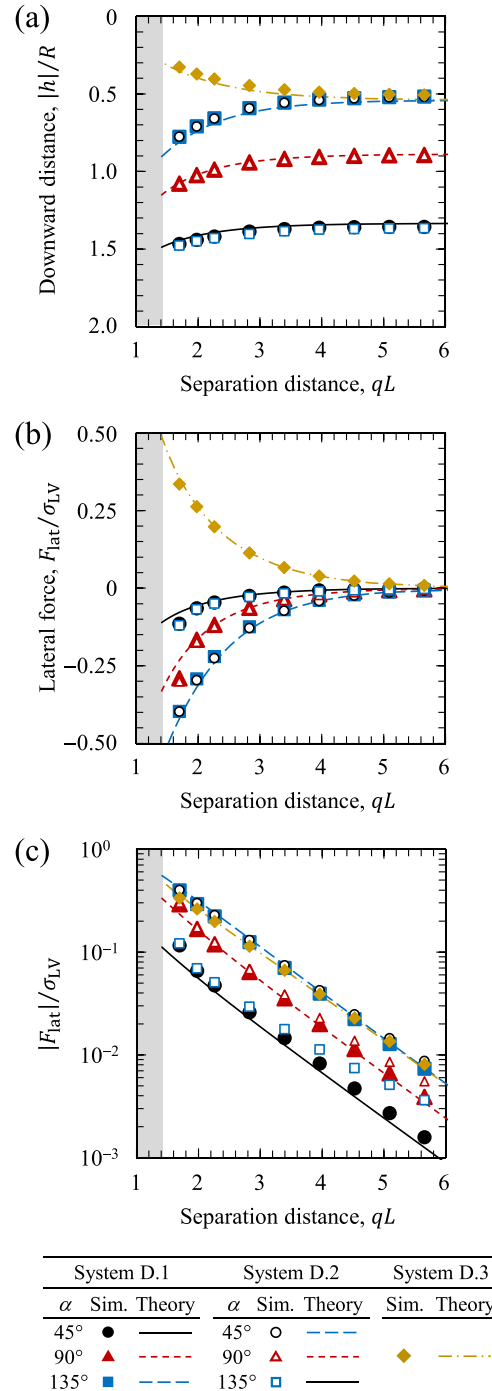 (a)
0
0.5
1.0
1.5
2.0
Downward distance, |h|/R
1 2 3 4 5 6
Separation distance, qL
(b)
0.50
0.25
0
−0.25
−0.50
Lateral force, F_lat/σ_LV
1 2 3 4 5 6
Separation distance, qL
(c)
10⁰
10⁻¹
10⁻²
10⁻³
|F_lat|/σ_LV
1 2 3 4 5 6
Separation distance, qL
System D.1 System D.2 System D.3
α Sim. Theory α Sim. Theory Sim. Theory
45° 45°
90° 90°
135° 135°